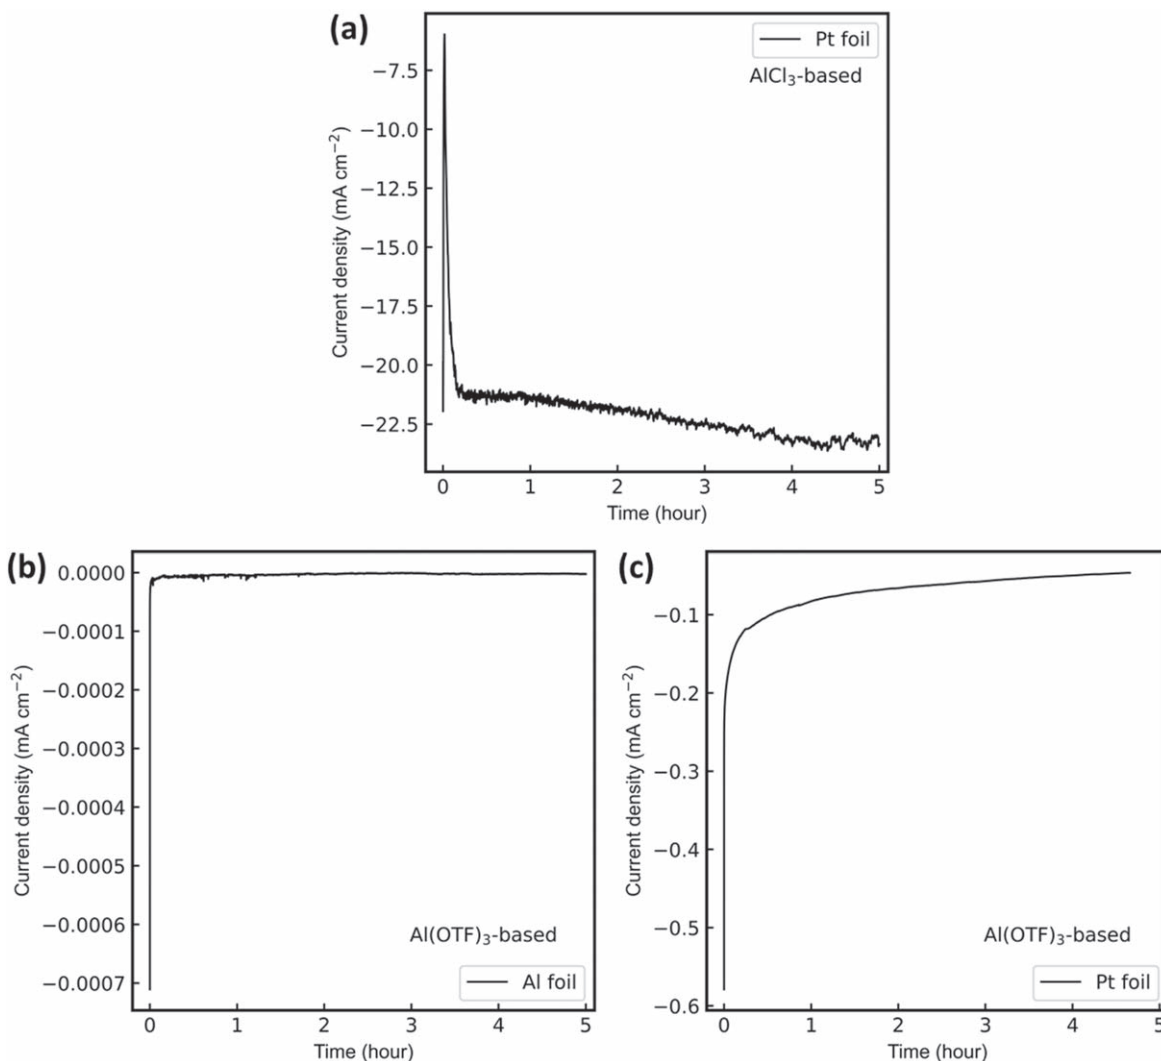 (a)
Pt foil
AlCl₃-based
Current density (mA cm⁻²)
−7.5
−10.0
−12.5
−15.0
−17.5
−20.0
−22.5
0 1 2 3 4 5
Time (hour)
(b)
Current density (mA cm⁻²)
0.0000
−0.0001
−0.0002
−0.0003
−0.0004
−0.0005
−0.0006
−0.0007
Al(OTF)₃-based
Al foil
0 1 2 3 4 5
Time (hour)
(c)
Current density (mA cm⁻²)
−0.1
−0.2
−0.3
−0.4
−0.5
−0.6
Al(OTF)₃-based
Pt foil
0 1 2 3 4 5
Time (hour)